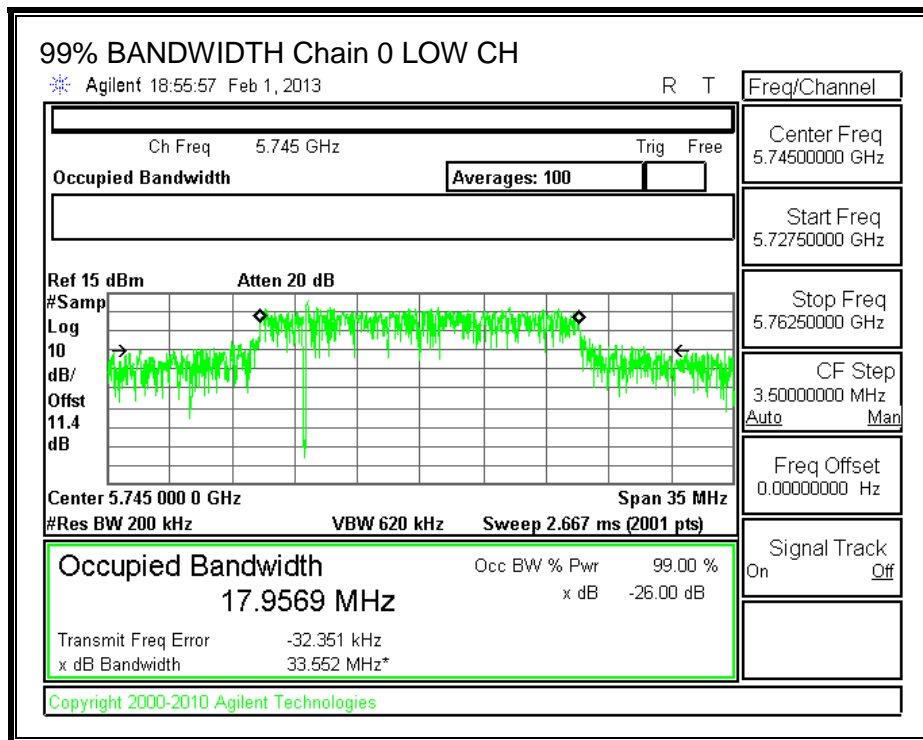 99% BANDWIDTH Chain 0 LOW CH
Agilent 18:55:57 Feb 1, 2013 R T
Freq/Channel
Ch Freq 5.745 GHz Trig Free
Occupied Bandwidth Averages: 100
Ref 15 dBm Atten 20 dB
#Samp
Log
10
dB/
Offst
11.4
dB
Center 5.745 000 0 GHz Span 35 MHz
#Res BW 200 kHz VBW 620 kHz Sweep 2.667 ms (2001 pts)
Occupied Bandwidth Occ BW % Pwr 99.00 %
17.9569 MHz x dB -26.00 dB
Transmit Freq Error -32.351 kHz
x dB Bandwidth 33.552 MHz*
Copyright 2000-2010 Agilent Technologies
Center Freq
5.74500000 GHz
Start Freq
5.72750000 GHz
Stop Freq
5.76250000 GHz
CF Step
3.50000000 MHz
Auto Man
Freq Offset
0.00000000 Hz
Signal Track
On Off